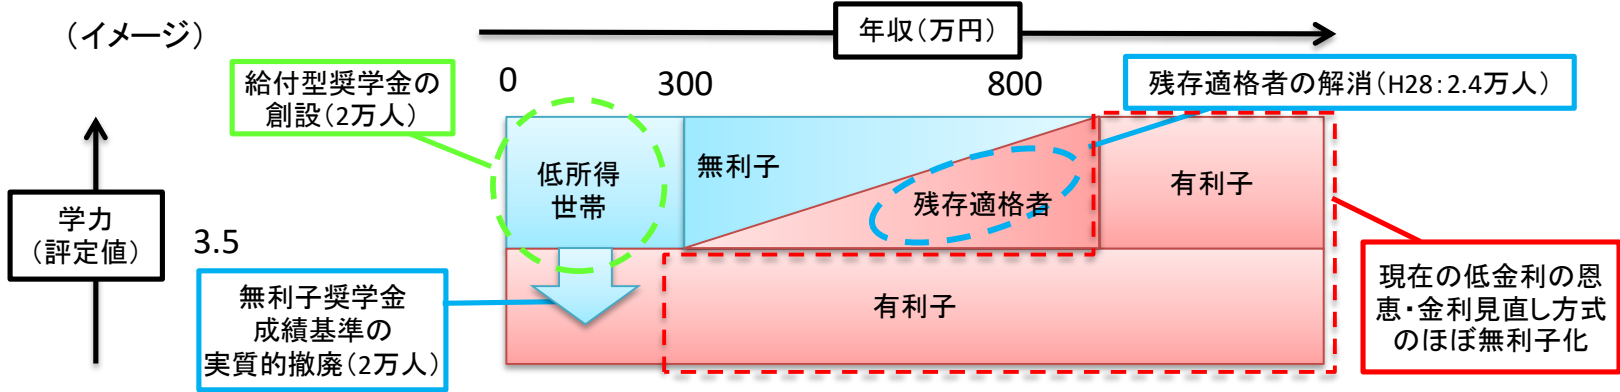 （イメージ）
年収（万円）
0
300
800
給付型奨学金の
創設（2万人）
残存適格者の解消（H28：2.4万人）
学力
（評定値）
3.5
低所得
世帯
無利子
残存適格者
有利子
無利子奨学金
成績基準の
実質的撤廃（2万人）
有利子
現在の低金利の恩
恵・金利見直し方式
のほぼ無利子化